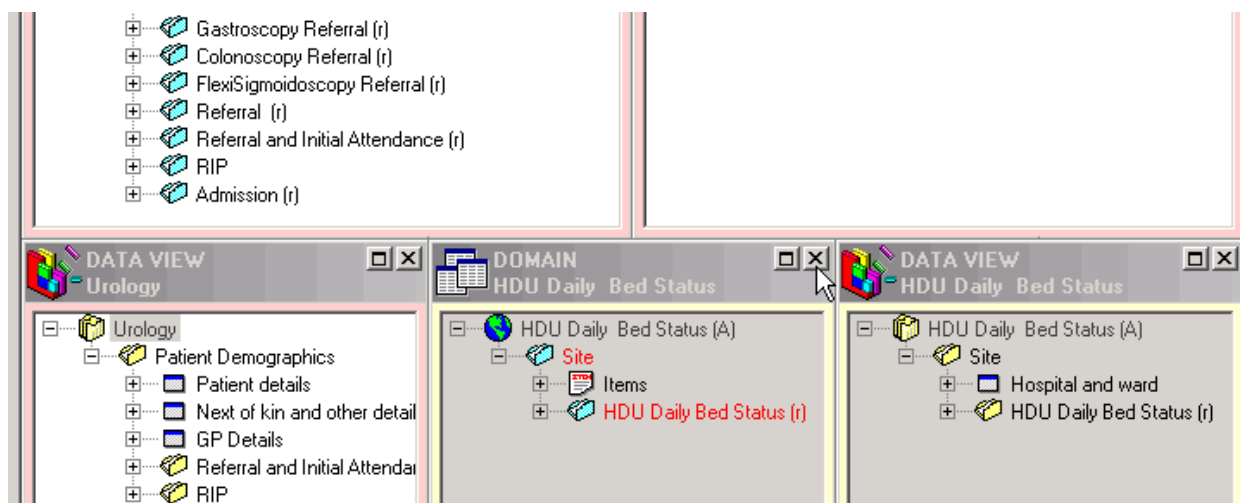 Gastroscopy Referral (r)
Colonoscopy Referral (r)
FlexiSigmoidoscopy Referral (r)
Referral (r)
Referral and Initial Attendance (r)
RIP
Admission (r)
DATA VIEW
Urology
Urology
Patient Demographics
Patient details
Next of kin and other detail
GP Details
Referral and Initial Attendar
RIP
DOMAIN
HDU Daily Bed Status
HDU Daily Bed Status (A)
Site
Items
HDU Daily Bed Status (r)
DATA VIEW
HDU Daily Bed Status
HDU Daily Bed Status (A)
Site
Hospital and ward
HDU Daily Bed Status (r)